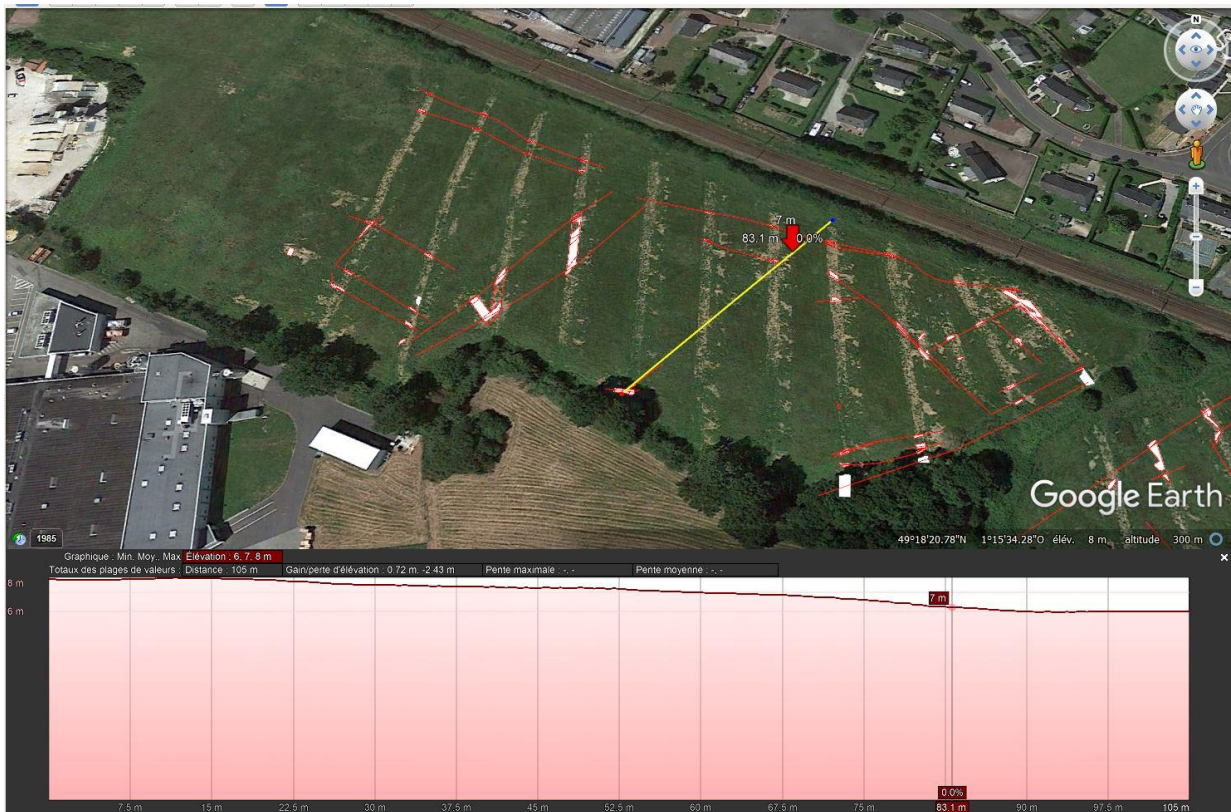 N
7 m
83.1 m 0.0%
Google Earth
1985
49°18'20.78"N 1°15'34.28"O élév. 8 m altitude 300 m
Graphique : Min. Moy.. Max Élévation : 6, 7, 8 m
Totaux des plages de valeurs : Distance : 105 m Gain/perte d'élévation : 0.72 m. -2.43 m Pente maximale : -. - Pente moyenne : -. -
8 m
7 m
6 m
0.0%
7.5 m 15 m 22.5 m 30 m 37.5 m 45 m 52.5 m 60 m 67.5 m 75 m 83.1 m 90 m 97.5 m 105 m